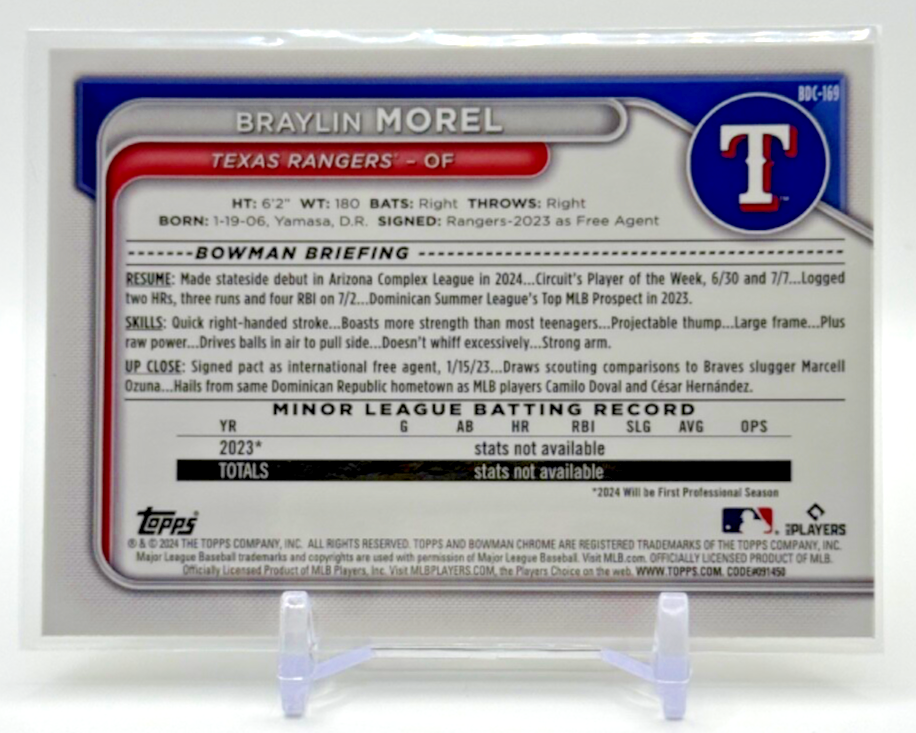 BDC-169
BRAYLIN MOREL
TEXAS RANGERS® - OF
T™
HT: 6'2" WT: 180 BATS: Right THROWS: Right
BORN: 1-19-06, Yamasa, D.R. SIGNED: Rangers-2023 as Free Agent
BOWMAN BRIEFING
RESUME: Made stateside debut in Arizona Complex League in 2024...Circuit's Player of the Week, 6/30 and 7/7...Logged
two HRs, three runs and four RBI on 7/2...Dominican Summer League's Top MLB Prospect in 2023.
SKILLS: Quick right-handed stroke...Boasts more strength than most teenagers...Projectable thump...Large frame...Plus
raw power...Drives balls in air to pull side...Doesn't whiff excessively...Strong arm.
UP CLOSE: Signed pact as international free agent, 1/15/23...Draws scouting comparisons to Braves slugger Marcell
Ozuna...Hails from same Dominican Republic hometown as MLB players Camilo Doval and César Hernández.
MINOR LEAGUE BATTING RECORD
YR G AB HR RBI SLG AVG OPS
2023* stats not available
TOTALS stats not available
*2024 Will be First Professional Season
topps® MLB PLAYERS
® & © 2024 THE TOPPS COMPANY, INC. ALL RIGHTS RESERVED. TOPPS AND BOWMAN CHROME ARE REGISTERED TRADEMARKS OF THE TOPPS COMPANY, INC.
Major League Baseball trademarks and copyrights are used with permission of Major League Baseball. Visit MLB.com. OFFICIALLY LICENSED PRODUCT OF MLB.
Officially Licensed Product of MLB Players, Inc. Visit MLBPLAYERS.COM, the Players Choice on the web. WWW.TOPPS.COM. CODE#091450